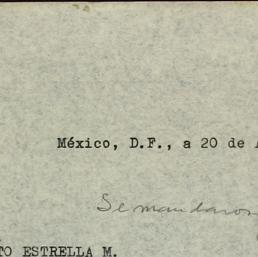 México, D.F., a 20 de
Se mandaron
TO ESTRELLA M.